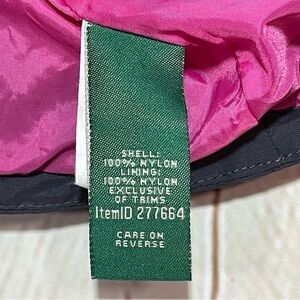 SHELL:
100% NYLON
LINING:
100% NYLON
EXCLUSIVE
OF TRIMS
ItemID 277664
CARE ON
REVERSE